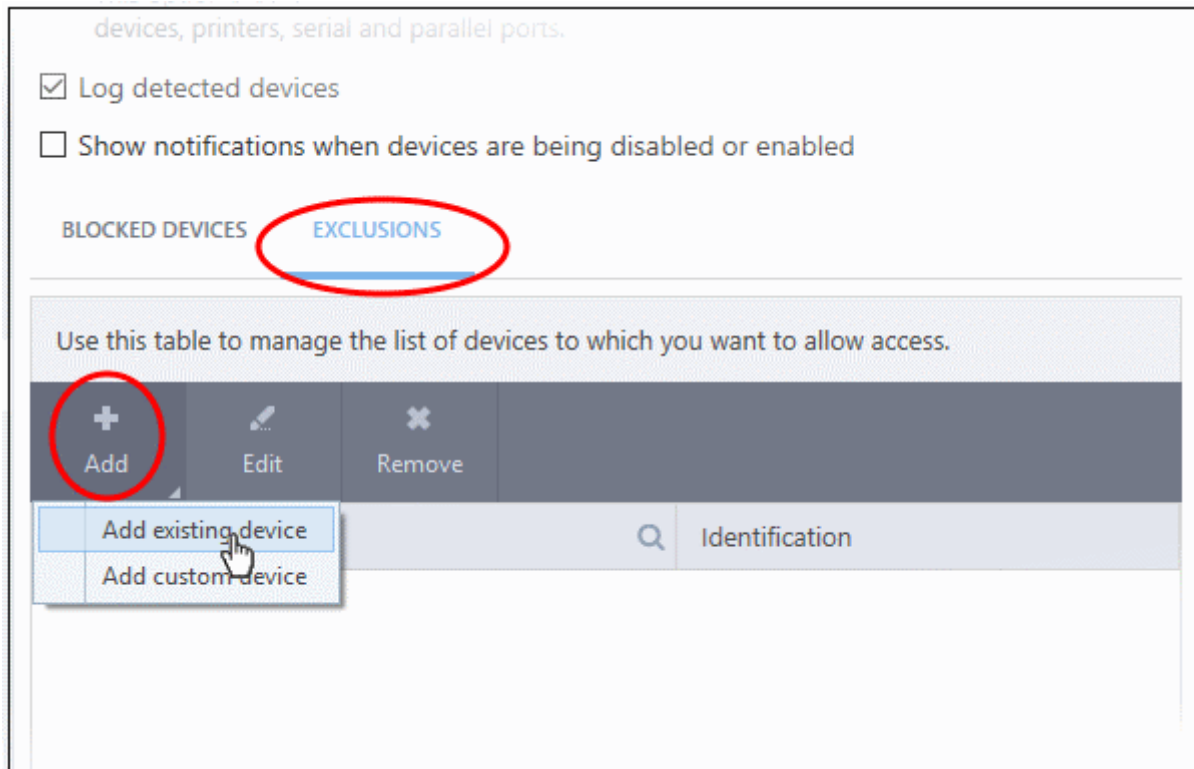 devices, printers, serial and parallel ports.
Log detected devices
Show notifications when devices are being disabled or enabled
BLOCKED DEVICES EXCLUSIONS
Use this table to manage the list of devices to which you want to allow access.
Add Edit Remove
Add existing device
Identification
Add custom device